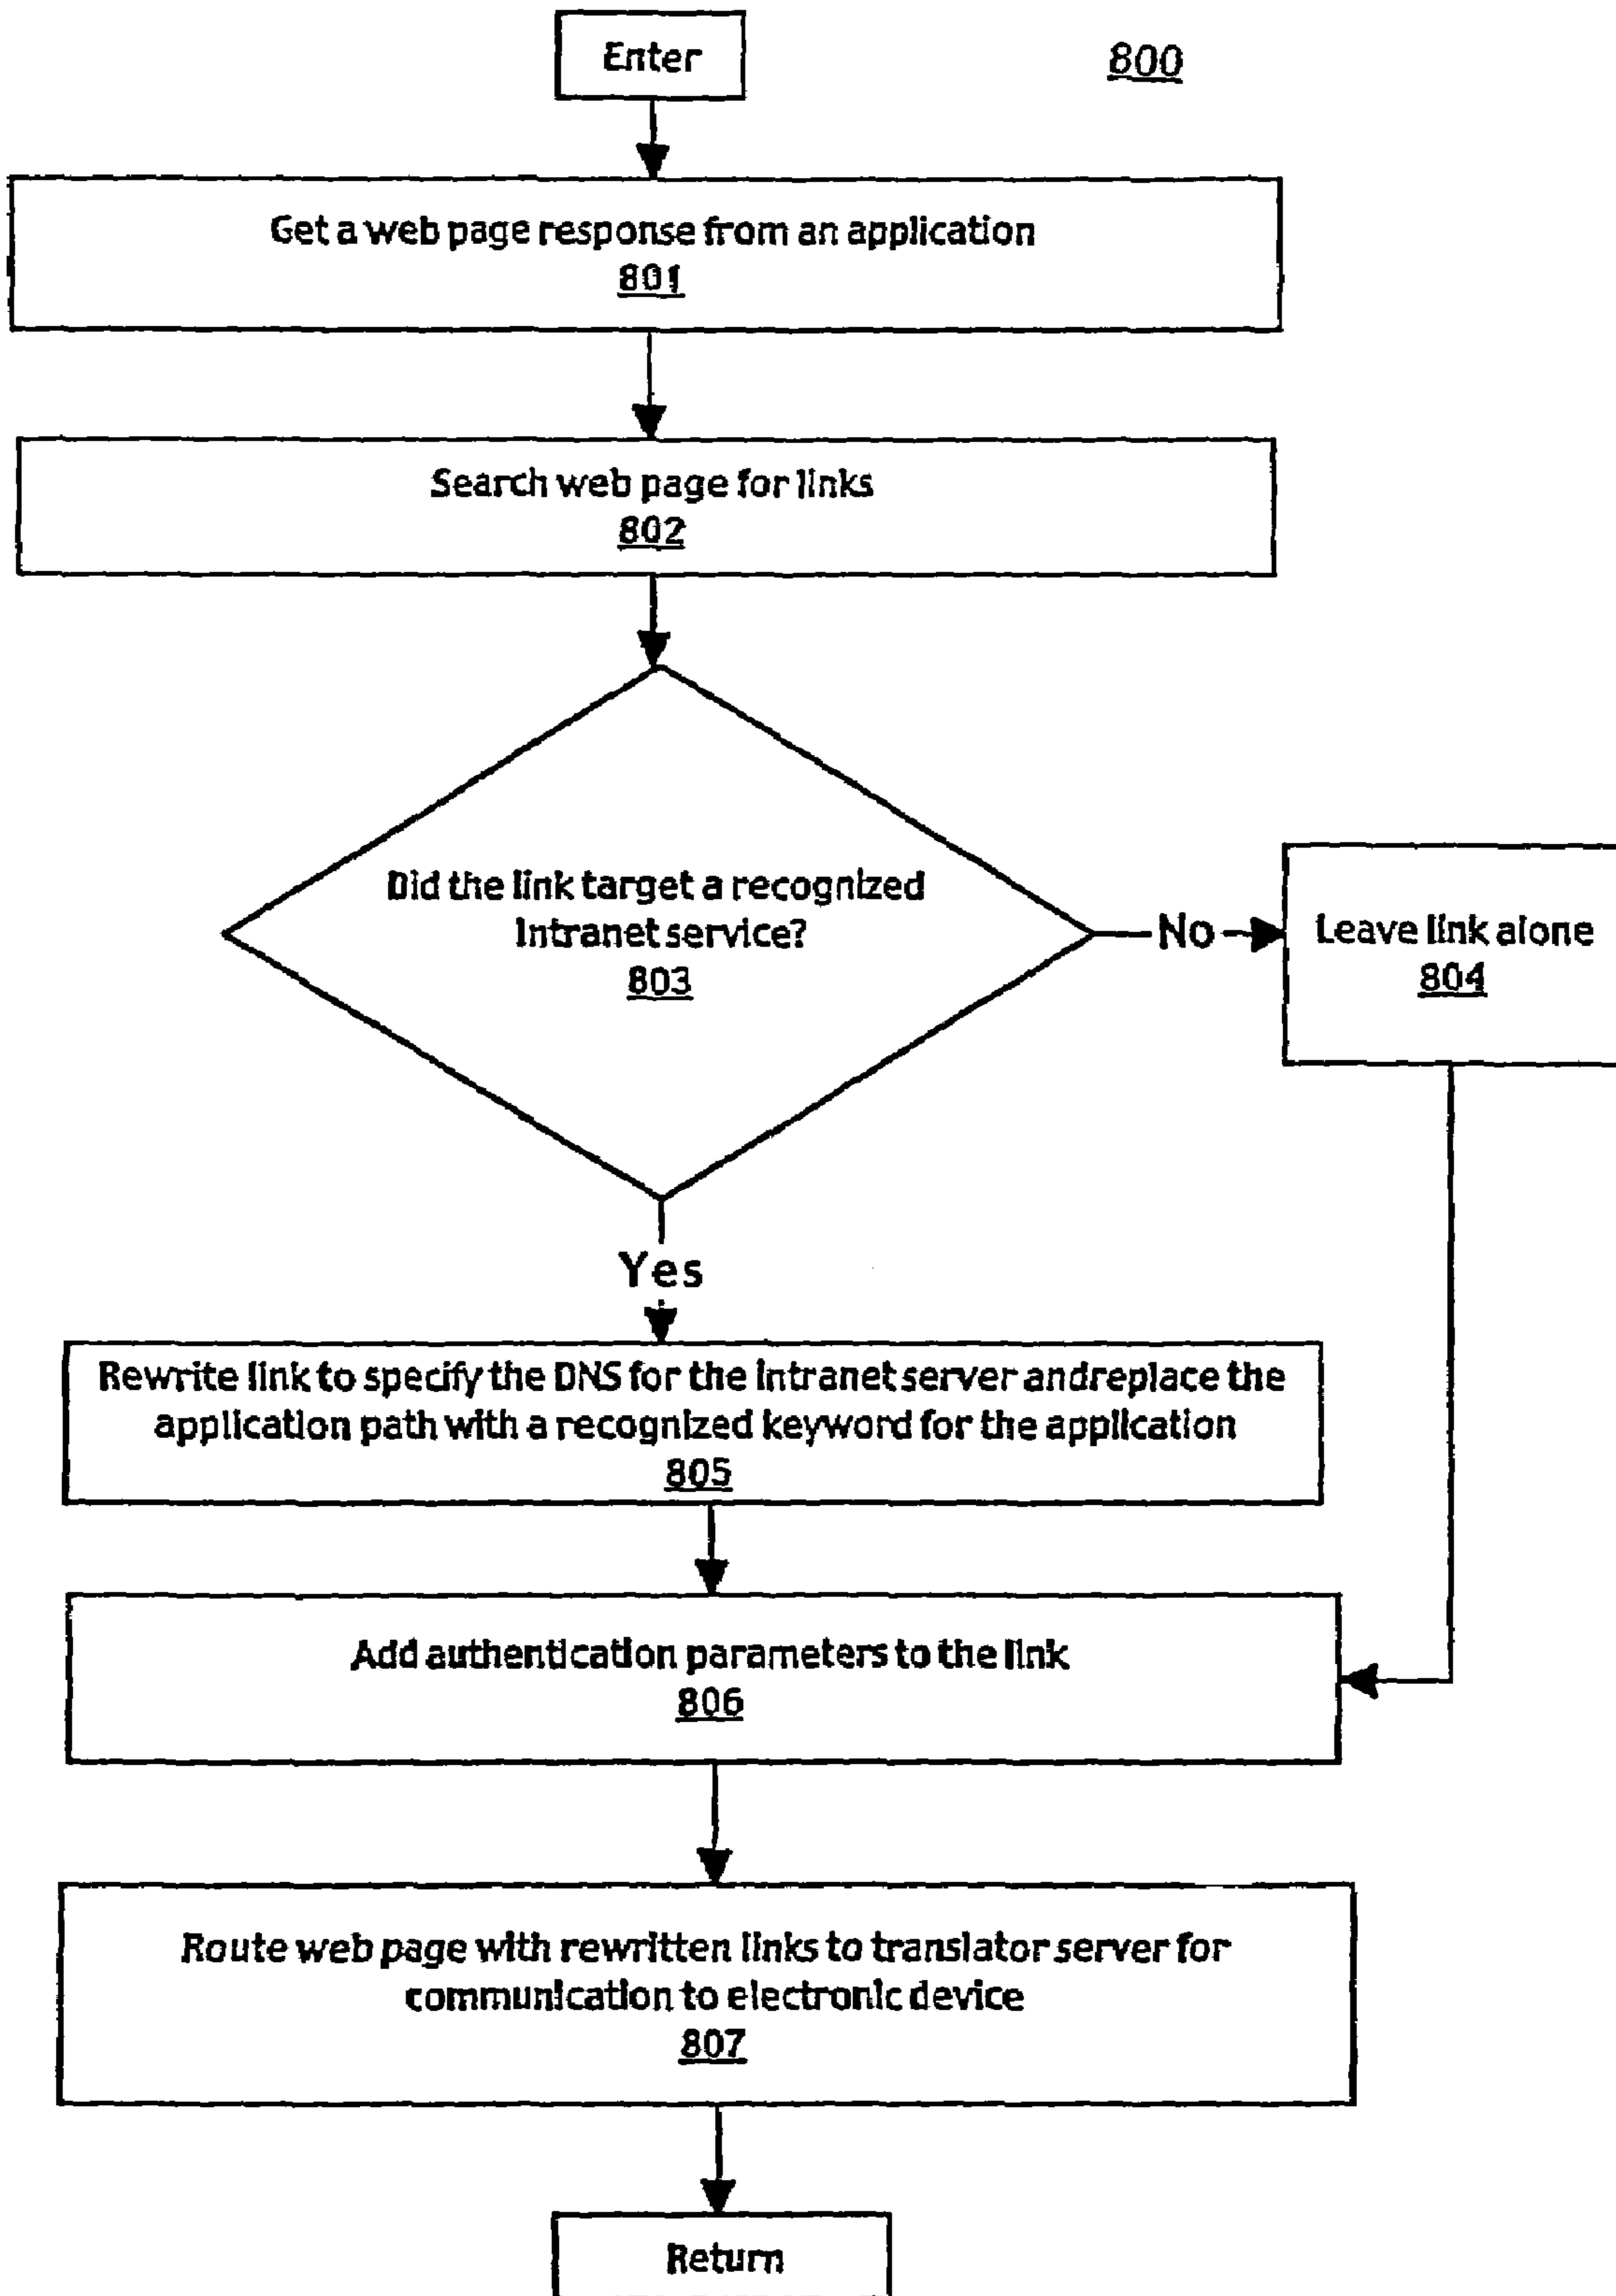 Enter
800
Get a web page response from an application
801
Search web page for links
802
Did the link target a recognized
Intranet service?
803
No
Leave link alone
804
Yes
Rewrite link to specify the DNS for the Intranet server andreplace the
application path with a recognized keyword for the application
805
Add authentication parameters to the link
806
Route web page with rewritten links to translator server for
communication to electronic device
807
Return